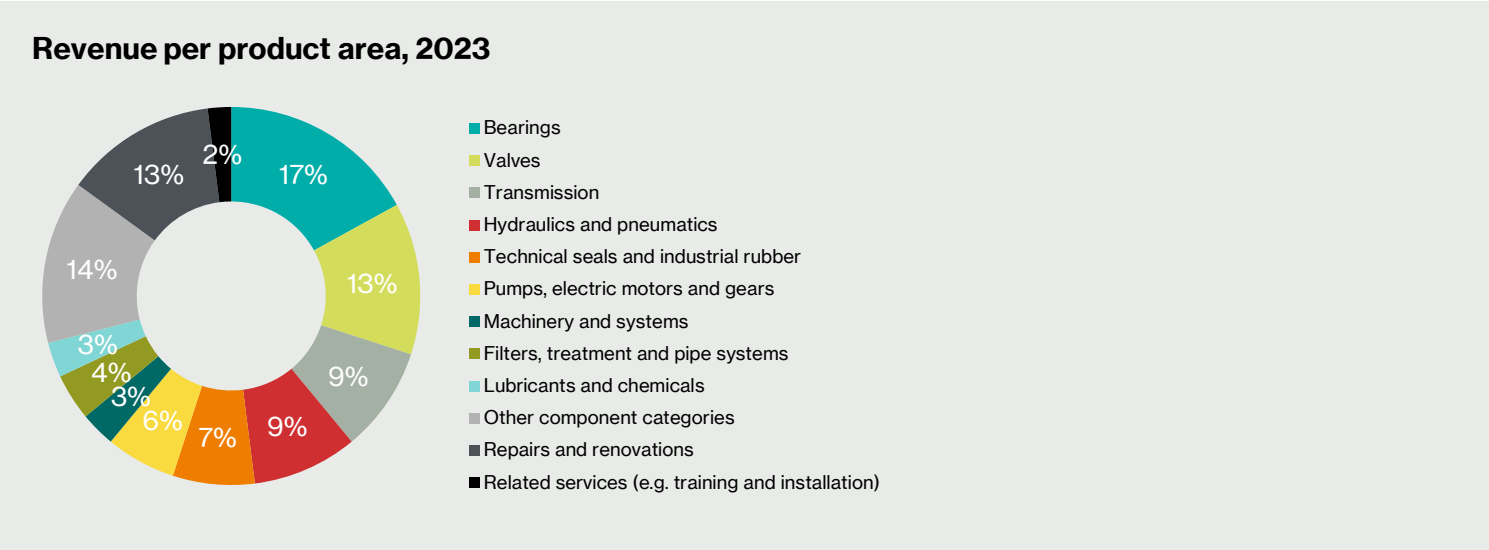 Revenue per product area, 2023
2%
17%
13%
13%
14%
3%
4%
3%
6%
7%
9%
9%
Bearings
Valves
Transmission
Hydraulics and pneumatics
Technical seals and industrial rubber
Pumps, electric motors and gears
Machinery and systems
Filters, treatment and pipe systems
Lubricants and chemicals
Other component categories
Repairs and renovations
Related services (e.g. training and installation)